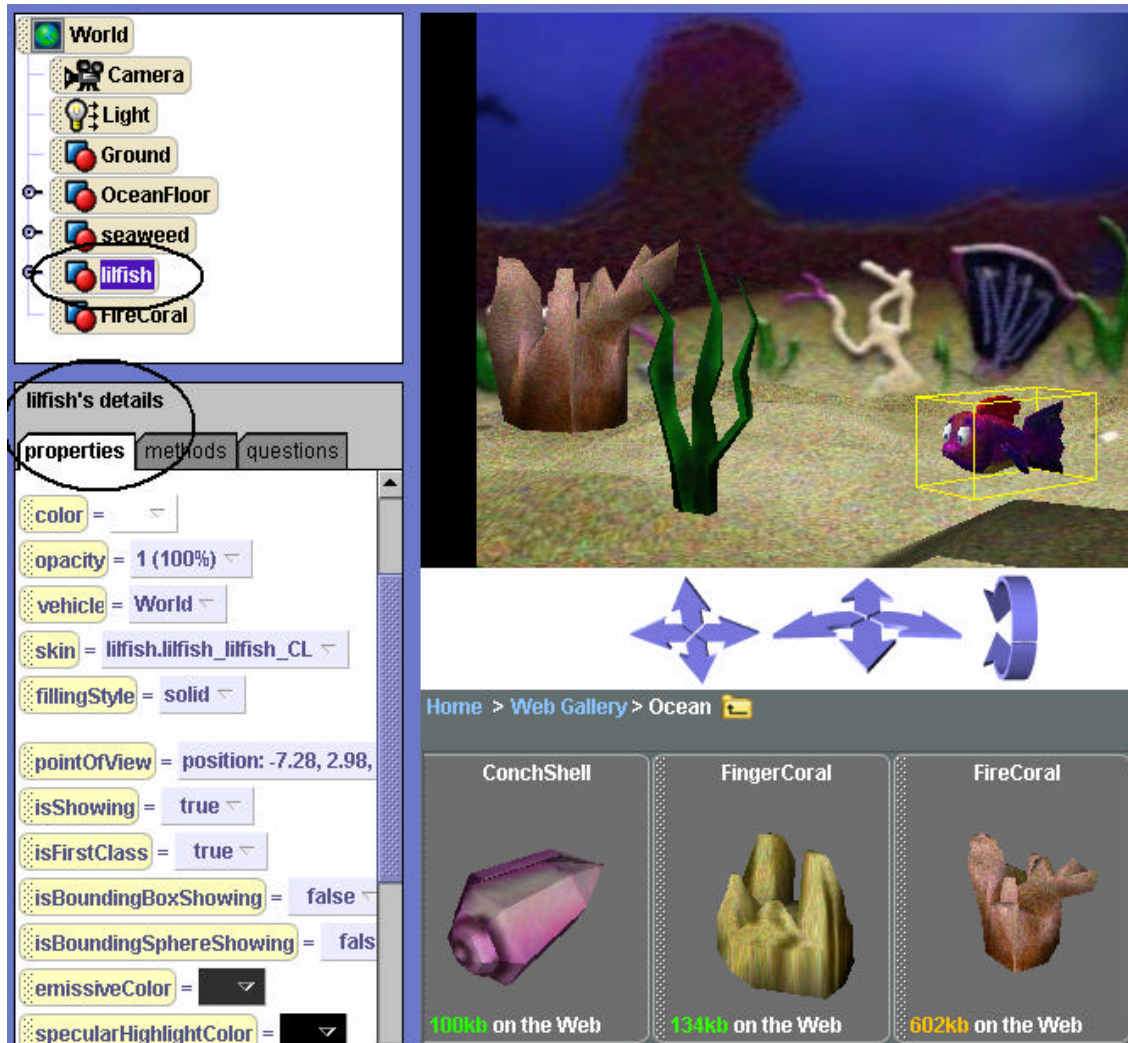 World
Camera
Light
Ground
OceanFloor
seaweed
lilfish
FireCoral
lilfish's details
properties methods questions
color =
opacity = 1 (100%)
vehicle = World
skin = lilfish.lilfish_lilfish_CL
fillingStyle = solid
pointOfView = position: -7.28, 2.98,
isShowing = true
isFirstClass = true
isBoundingBoxShowing = false
isBoundingSphereShowing = fals
emissiveColor =
specularHighlightColor =
Home > Web Gallery > Ocean
ConchShell FingerCoral FireCoral
100kb on the Web 134kb on the Web 602kb on the Web